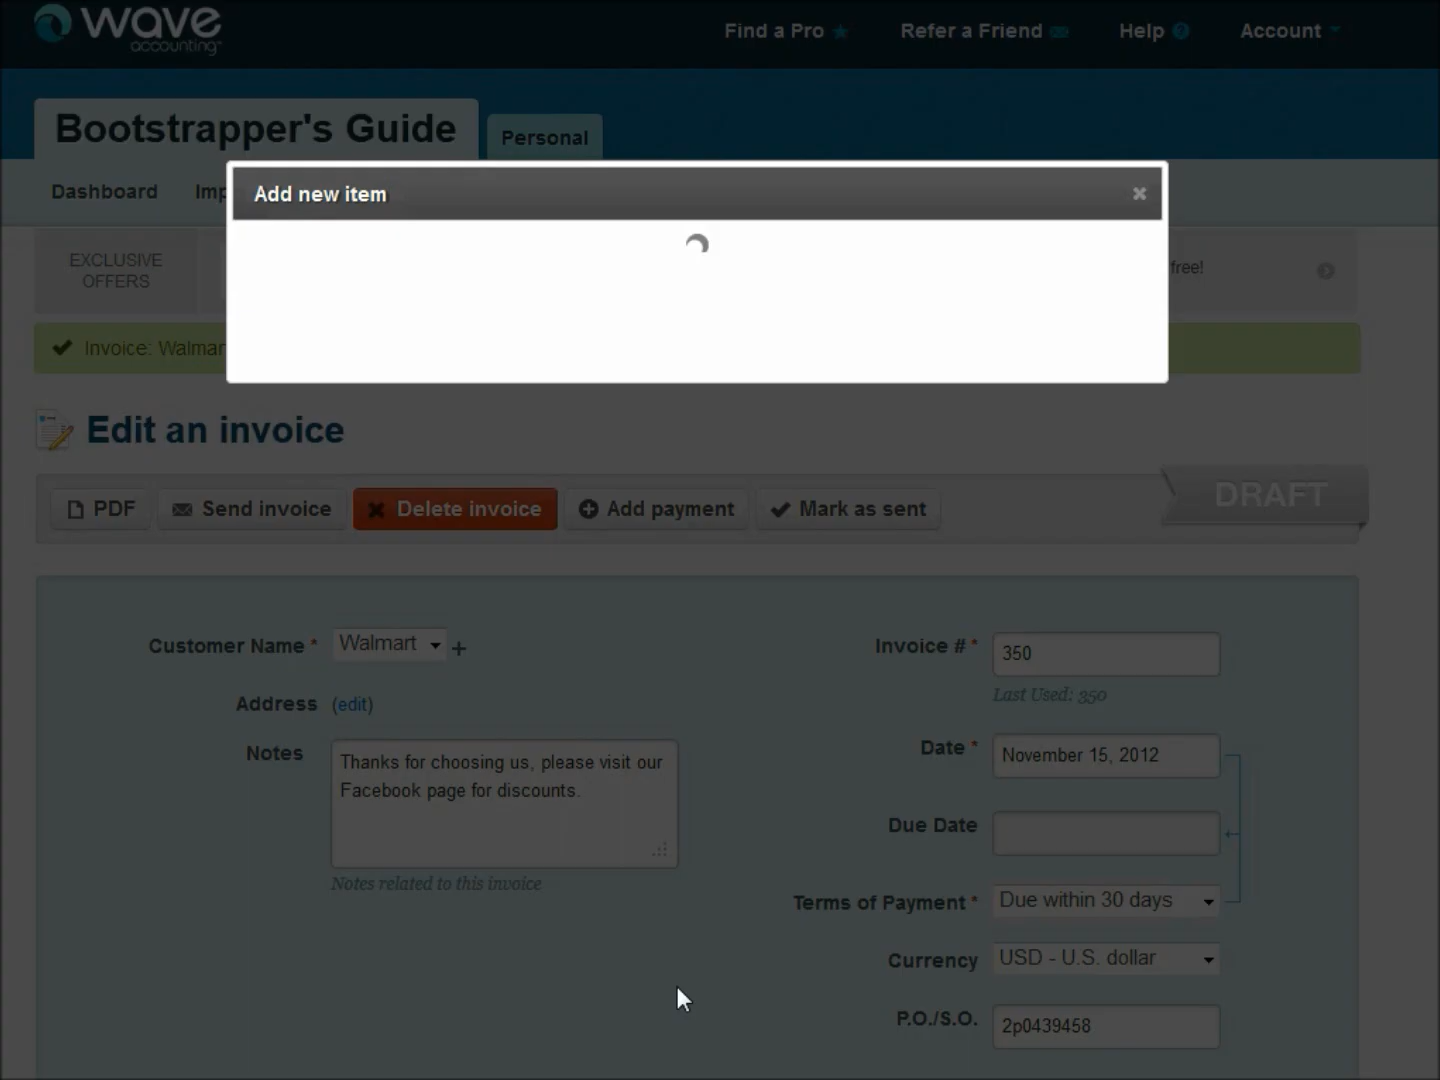 wave
accounting
Find a Pro
Refer a Friend
Help ?
Account
Bootstrapper's Guide
Personal
Dashboard
Imp
Add new item
EXCLUSIVE
OFFERS
free!
Invoice: Walmar
Edit an invoice
PDF
Send invoice
Delete invoice
Add payment
Mark as sent
DRAFT
Customer Name *
Walmart
Invoice # *
350
Last Used: 350
Address (edit)
Notes
Thanks for choosing us, please visit our
Facebook page for discounts.
Notes related to this invoice
Date *
November 15, 2012
Due Date
Terms of Payment *
Due within 30 days
Currency
USD - U.S. dollar
P.O./S.O.
2p0439458